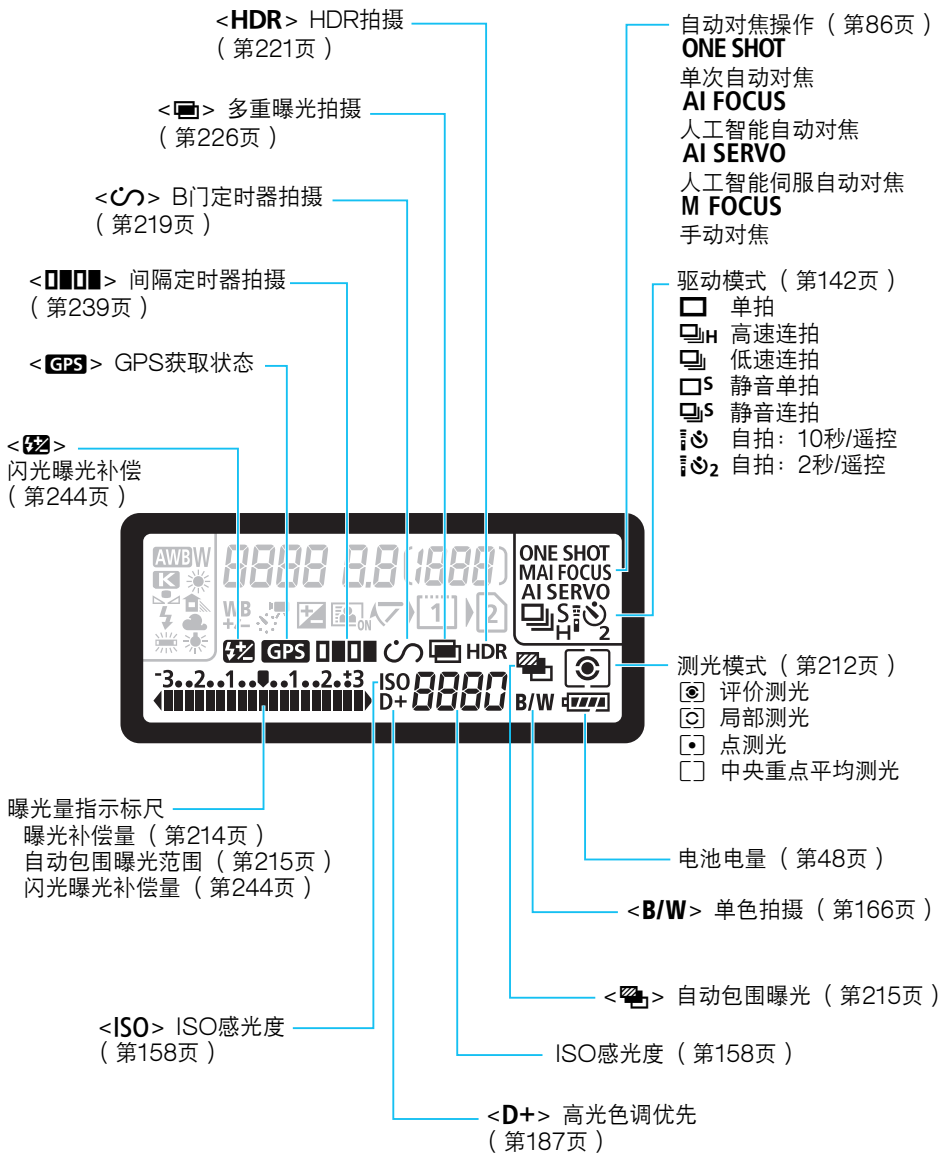 <HDR> HDR拍摄
（第221页）
< > 多重曝光拍摄
（第226页）
< > B门定时器拍摄
（第219页）
< > 间隔定时器拍摄
（第239页）
<GPS> GPS获取状态
< >
闪光曝光补偿
（第244页）
自动对焦操作（第86页）
ONE SHOT
单次自动对焦
AI FOCUS
人工智能自动对焦
AI SERVO
人工智能伺服自动对焦
M FOCUS
手动对焦
驱动模式（第142页）
单拍
H 高速连拍
低速连拍
S 静音单拍
S 静音连拍
自拍：10秒/遥控
2 自拍：2秒/遥控
AWB W 8888 8.8(1888)
K
WB +/- ON 1 2
GPS HDR
-3..2..1..0..1..2..+3
ISO
D+ 8880
ONE SHOT
MAI FOCUS
AI SERVO
S H 2
B/W
测光模式（第212页）
评价测光
局部测光
点测光
中央重点平均测光
曝光量指示标尺
曝光补偿量（第214页）
自动包围曝光范围（第215页）
闪光曝光补偿量（第244页）
电池电量（第48页）
<B/W> 单色拍摄（第166页）
< > 自动包围曝光（第215页）
<ISO> ISO感光度
（第158页）
ISO感光度（第158页）
<D+> 高光色调优先
（第187页）